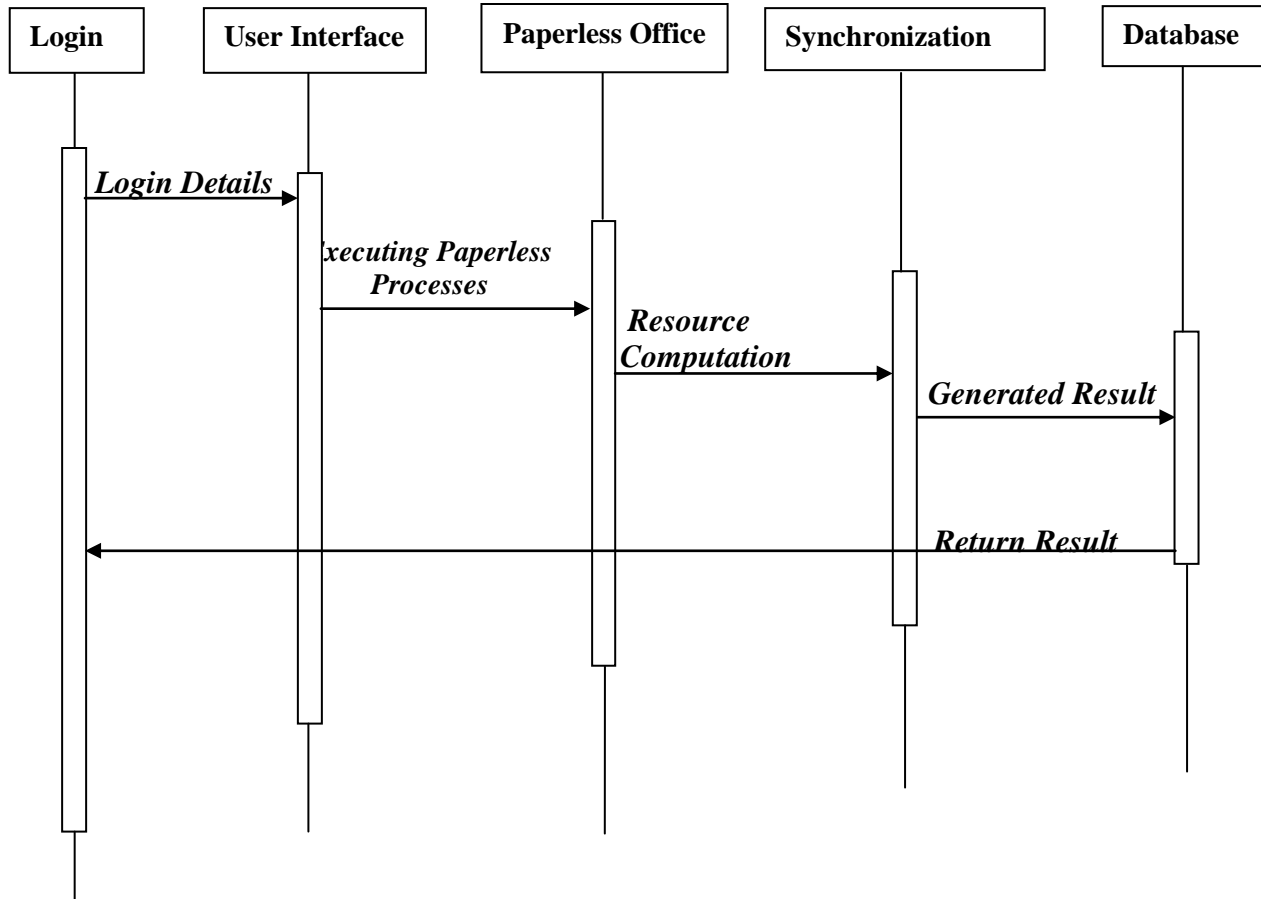 Login
User Interface
Paperless Office
Synchronization
Database
Login Details
xecuting Paperless
Processes
Resource
Computation
Generated Result
Return Result